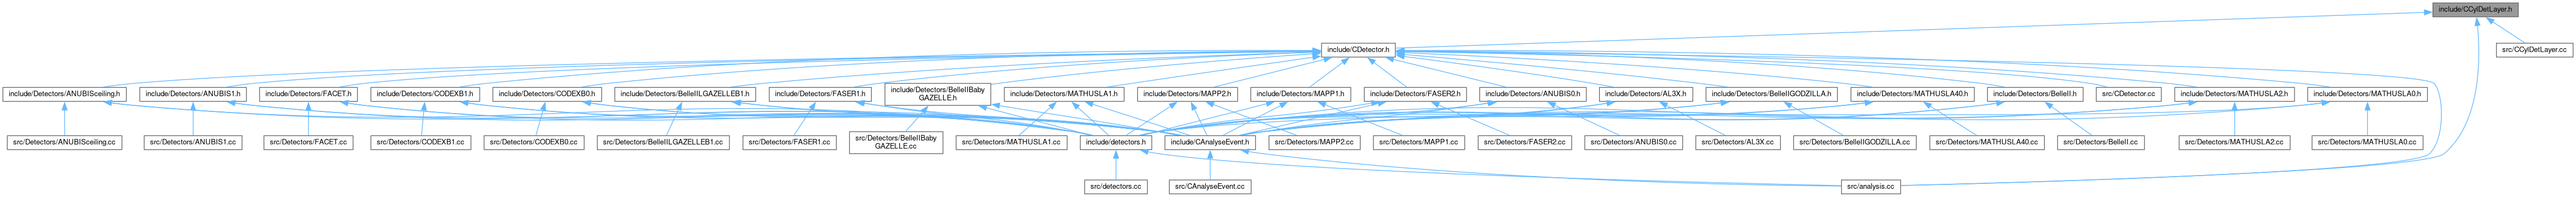 include/CCylDetLayer.h
include/CDetector.h
src/CCylDetLayer.cc
include/Detectors/ANUBISceiling.h
include/Detectors/ANUBIS1.h
include/Detectors/FACET.h
include/Detectors/CODEXB1.h
include/Detectors/CODEXB0.h
include/Detectors/BelleIILGAZELLEB1.h
include/Detectors/FASER1.h
include/Detectors/BelleIIBaby
GAZELLE.h
include/Detectors/MATHUSLA1.h
include/Detectors/MAPP2.h
include/Detectors/MAPP1.h
include/Detectors/FASER2.h
include/Detectors/ANUBIS0.h
include/Detectors/AL3X.h
include/Detectors/BelleIIGODZILLA.h
include/Detectors/MATHUSLA40.h
include/Detectors/BelleII.h
src/CDetector.cc
include/Detectors/MATHUSLA2.h
include/Detectors/MATHUSLA0.h
src/Detectors/ANUBISceiling.cc
src/Detectors/ANUBIS1.cc
src/Detectors/FACET.cc
src/Detectors/CODEXB1.cc
src/Detectors/CODEXB0.cc
src/Detectors/BelleIILGAZELLEB1.cc
src/Detectors/FASER1.cc
src/Detectors/BelleIIBaby
GAZELLE.cc
src/Detectors/MATHUSLA1.cc
include/detectors.h
include/CAnalyseEvent.h
src/Detectors/MAPP2.cc
src/Detectors/MAPP1.cc
src/Detectors/FASER2.cc
src/Detectors/ANUBIS0.cc
src/Detectors/AL3X.cc
src/Detectors/BelleIIGODZILLA.cc
src/Detectors/MATHUSLA40.cc
src/Detectors/BelleII.cc
src/Detectors/MATHUSLA2.cc
src/Detectors/MATHUSLA0.cc
src/detectors.cc
src/CAnalyseEvent.cc
src/analysis.cc